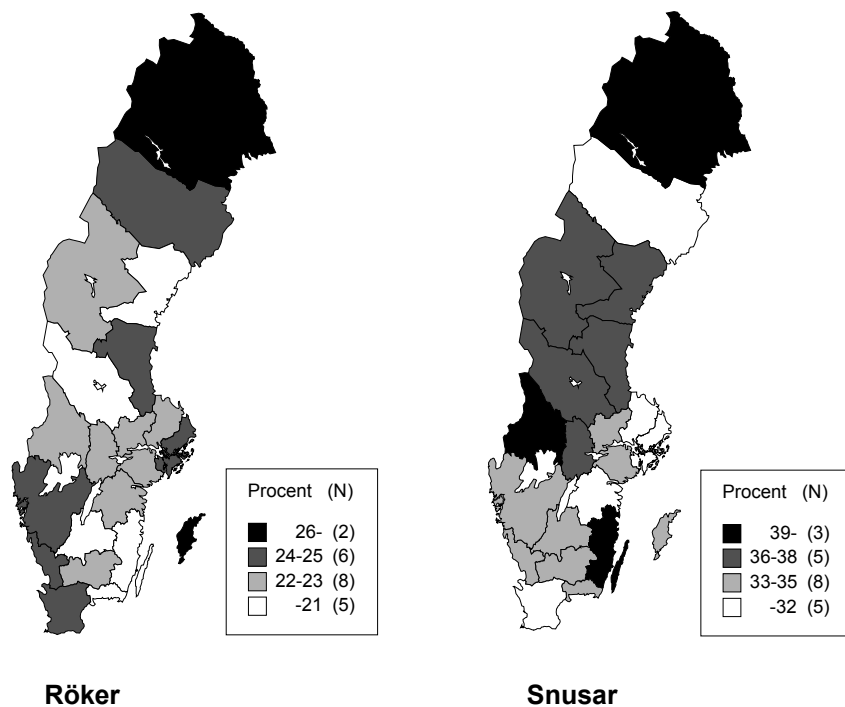 Procent (N)
26- (2)
24-25 (6)
22-23 (8)
-21 (5)
Procent (N)
39- (3)
36-38 (5)
33-35 (8)
-32 (5)
Röker
Snusar